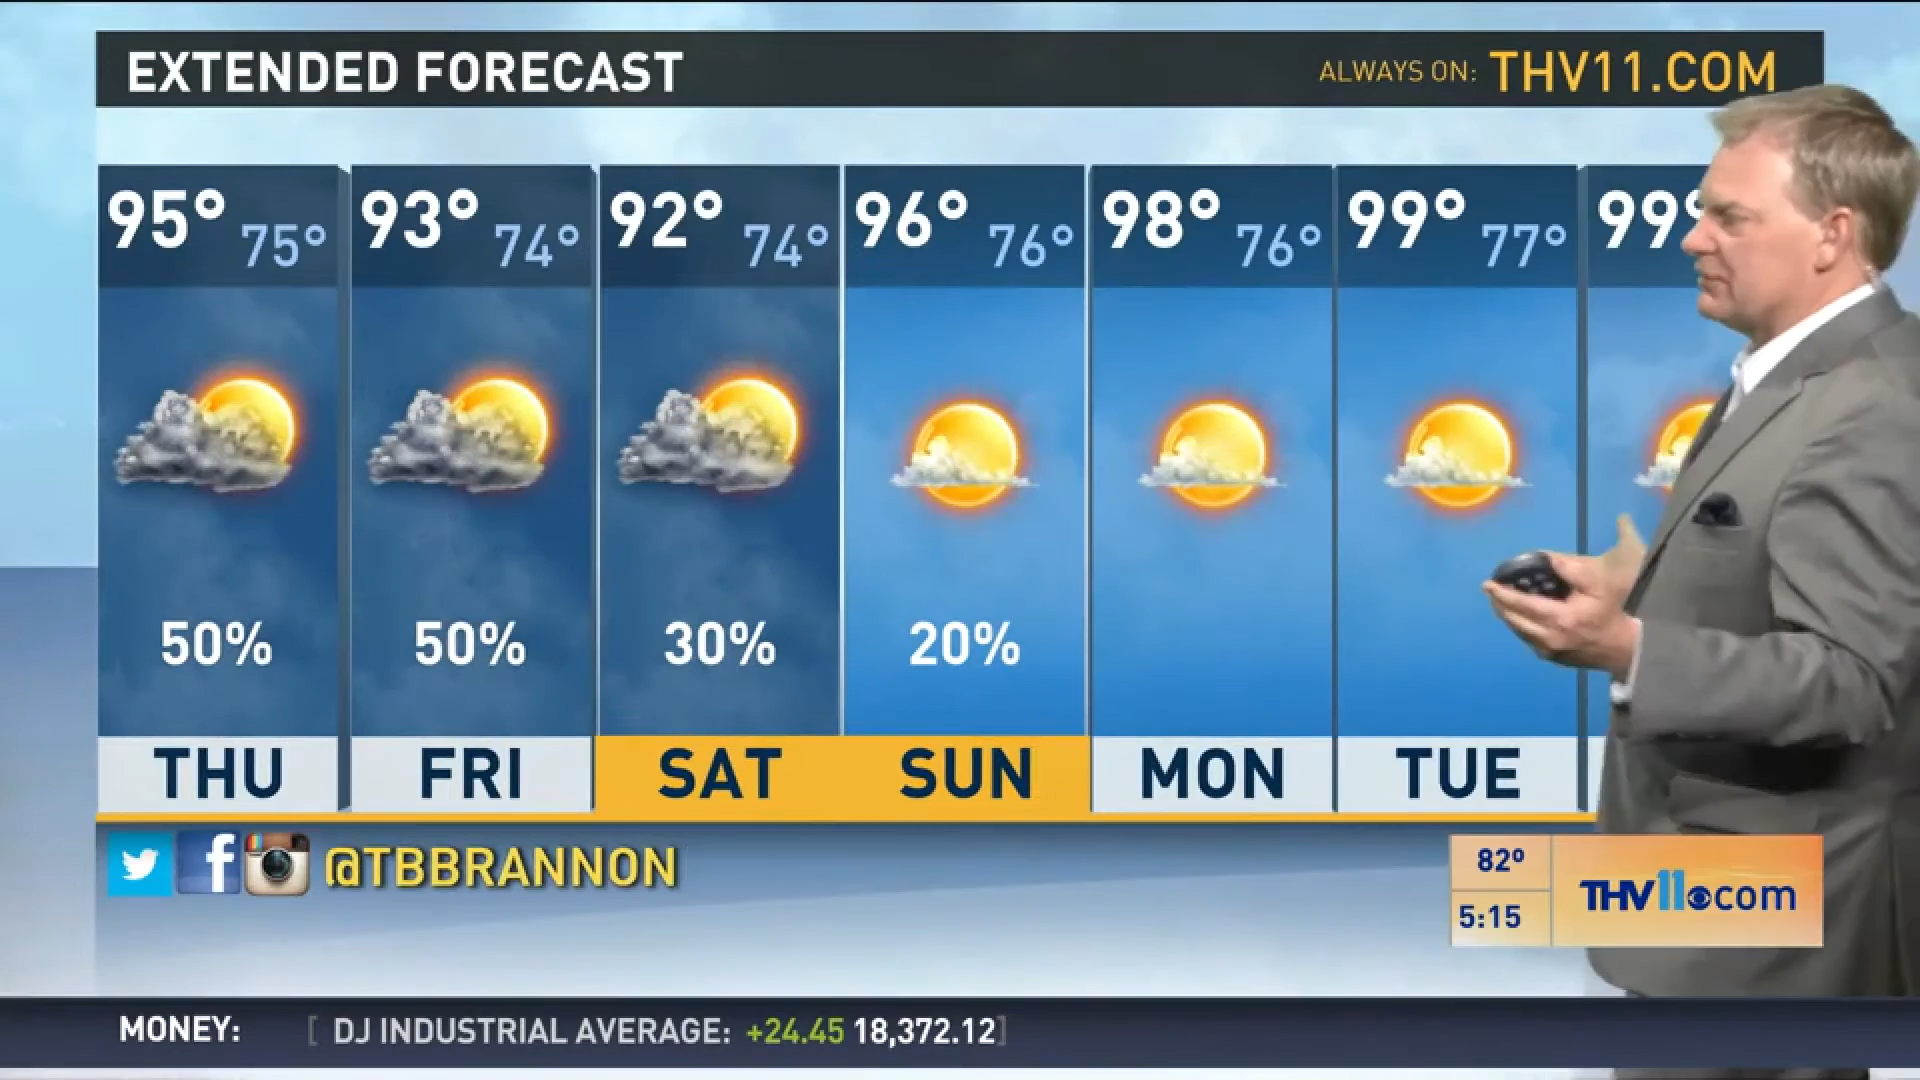 EXTENDED FORECAST
ALWAYS ON: THV11.COM
95° 75° 93° 74° 92° 74° 96° 76° 98° 76° 99° 77° 99°
50% 50% 30% 20%
THU FRI SAT SUN MON TUE
@TBBRANNON
82°
5:15
THV11.com
MONEY: [ DJ INDUSTRIAL AVERAGE: +24.45 18,372.12]